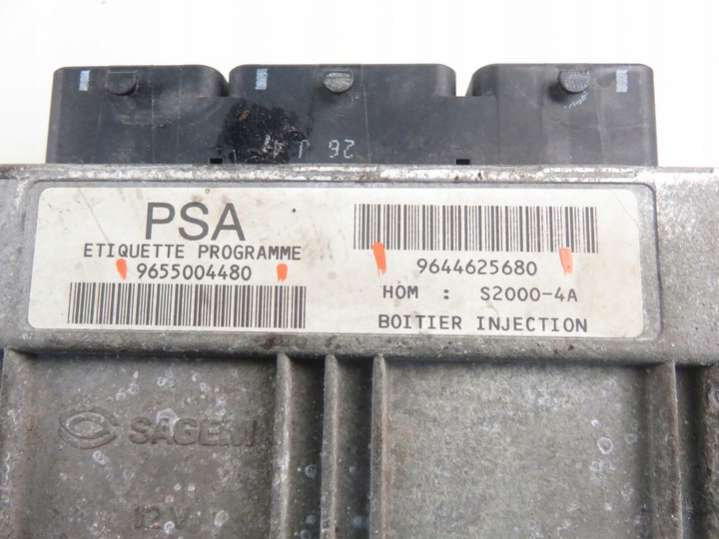 26 J
PSA
ETIQUETTE PROGRAMME
9655004480
9644625680
HOM : S2000-4A
BOITIER INJECTION
SAGEM
12V